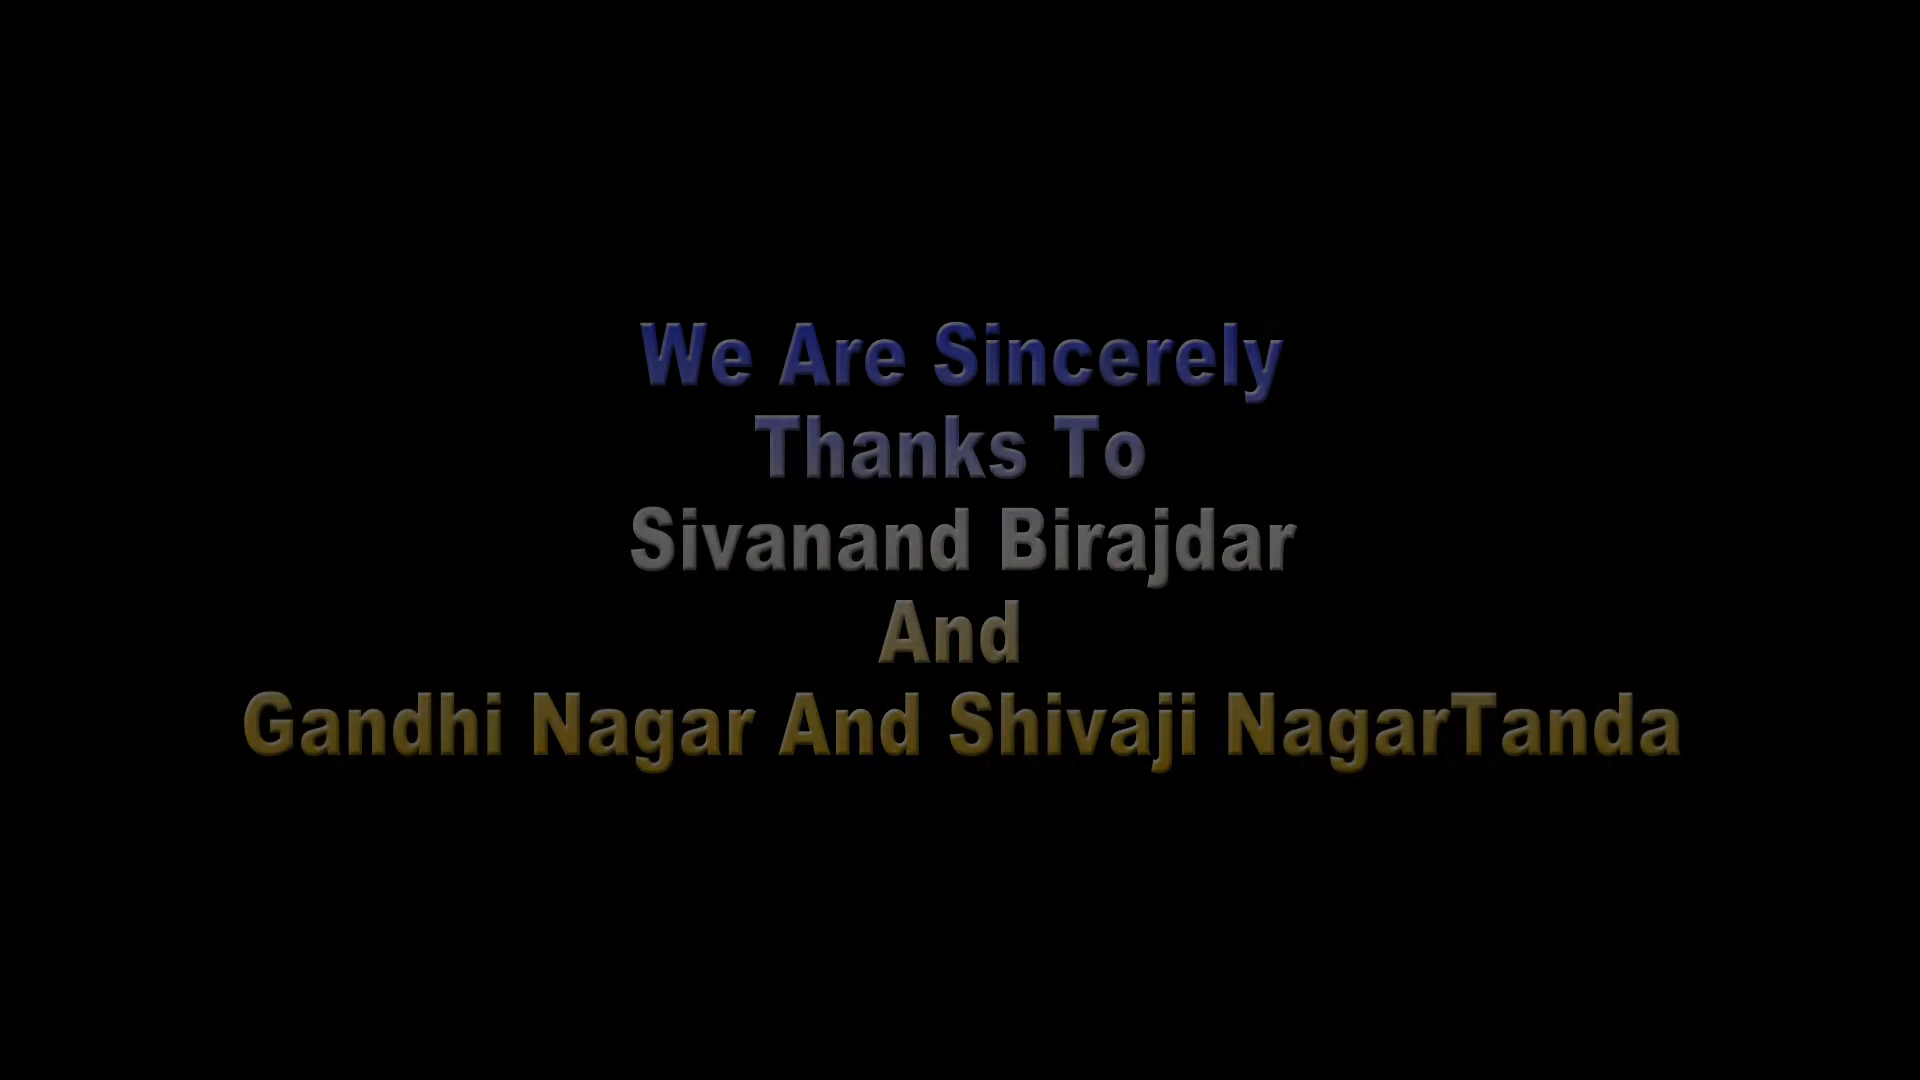 We Are Sincerely
Thanks To
Sivanand Birajdar
And
Gandhi Nagar And Shivaji NagarTanda